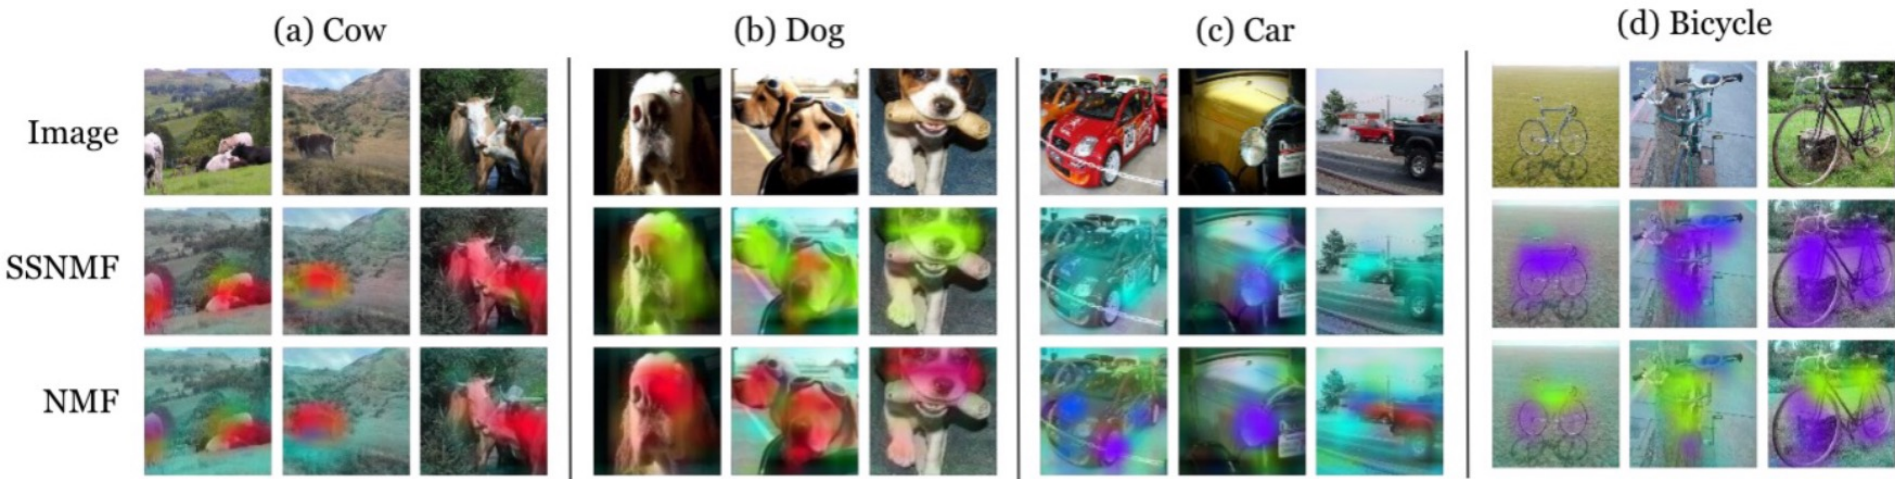 (a) Cow
(b) Dog
(c) Car
(d) Bicycle
Image
SSNMF
NMF